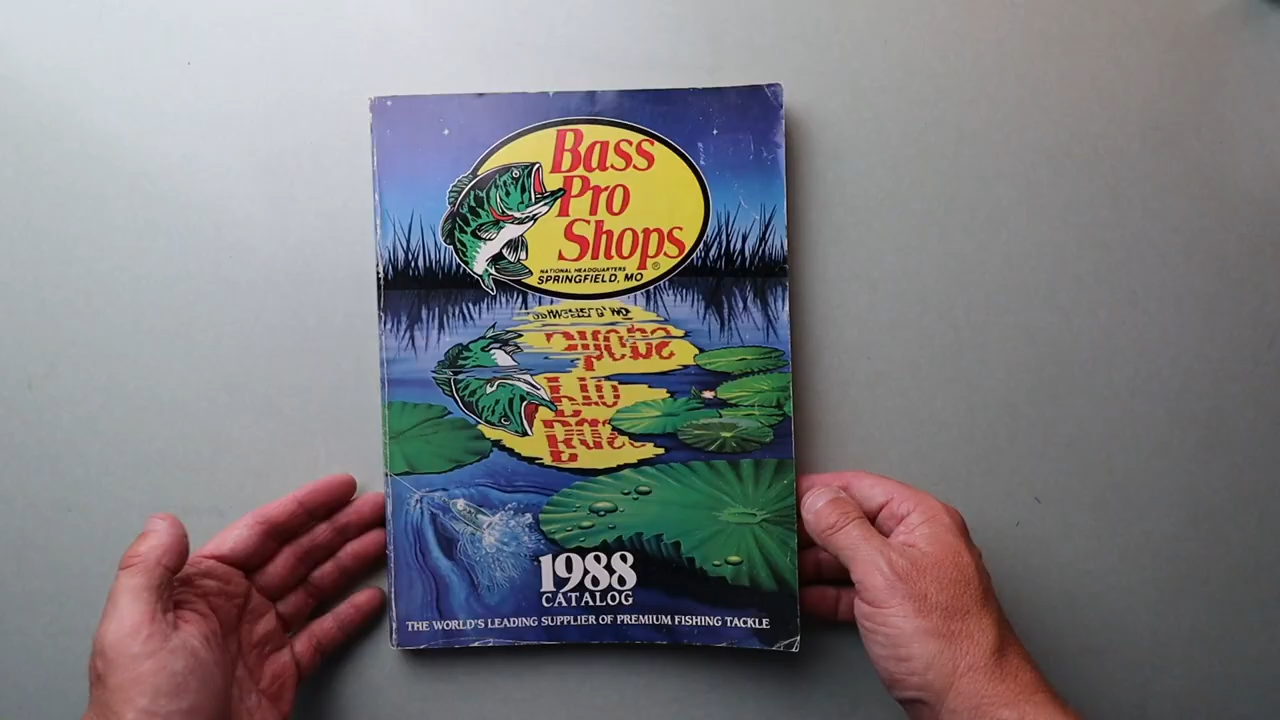 Bass
Pro
Shops
NATIONAL HEADQUARTERS
SPRINGFIELD, MO
®
1988
CATALOG
THE WORLD'S LEADING SUPPLIER OF PREMIUM FISHING TACKLE